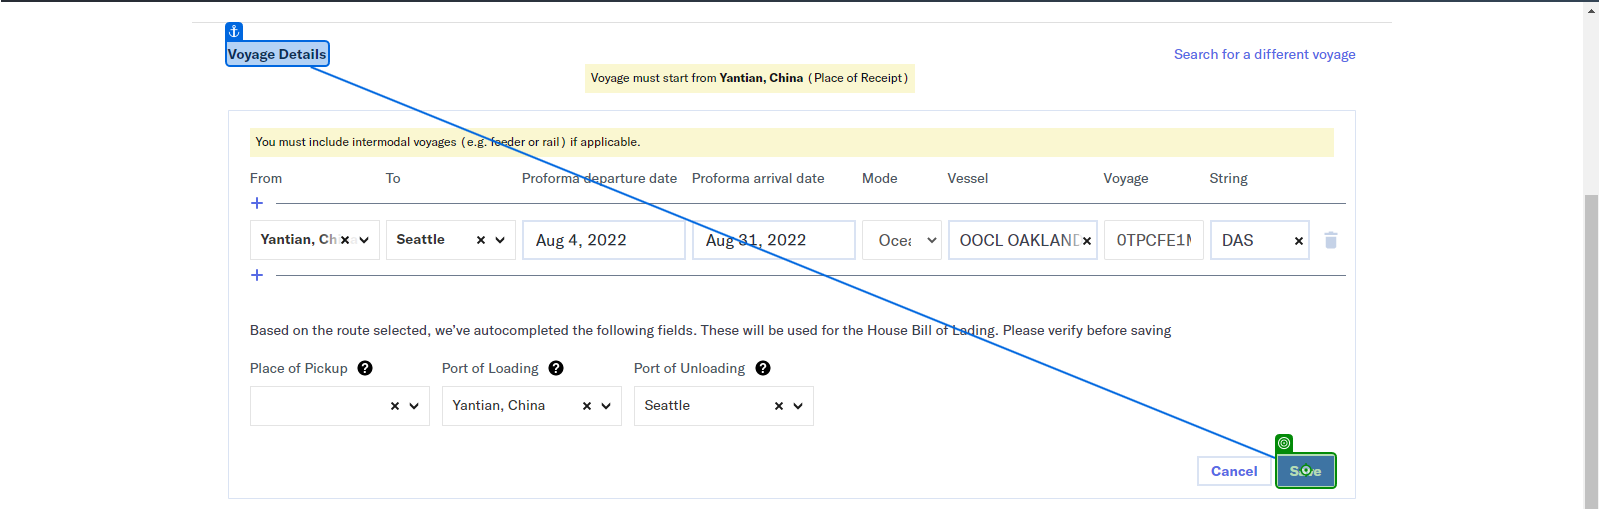 Voyage Details
Search for a different voyage
Voyage must start from Yantian, China (Place of Receipt)
You must include intermodal voyages (e.g. feeder or rail) if applicable.
From To Proforma departure date Proforma arrival date Mode Vessel Voyage String
Yantian, Ch Seattle Aug 4, 2022 Aug 31, 2022 Ocea OOCL OAKLAND 0TPCFE1M DAS
Based on the route selected, we've autocompleted the following fields. These will be used for the House Bill of Lading. Please verify before saving
Place of Pickup Port of Loading Port of Unloading
Yantian, China Seattle
Cancel Save